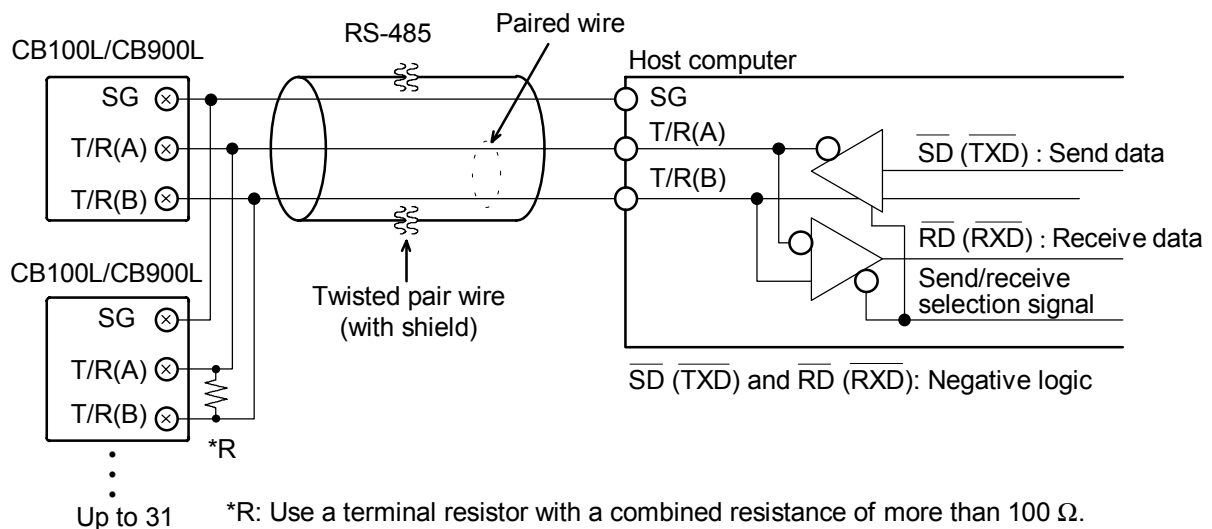 Paired wire
RS-485
CB100L/CB900L
Host computer
SG
SG
T/R(A)
T/R(A)
SD (TXD) : Send data
T/R(B)
T/R(B)
RD (RXD) : Receive data
CB100L/CB900L
Send/receive
selection signal
Twisted pair wire
(with shield)
SG
T/R(A)
SD (TXD) and RD (RXD): Negative logic
T/R(B)
*R
Up to 31
*R: Use a terminal resistor with a combined resistance of more than 100 Ω.